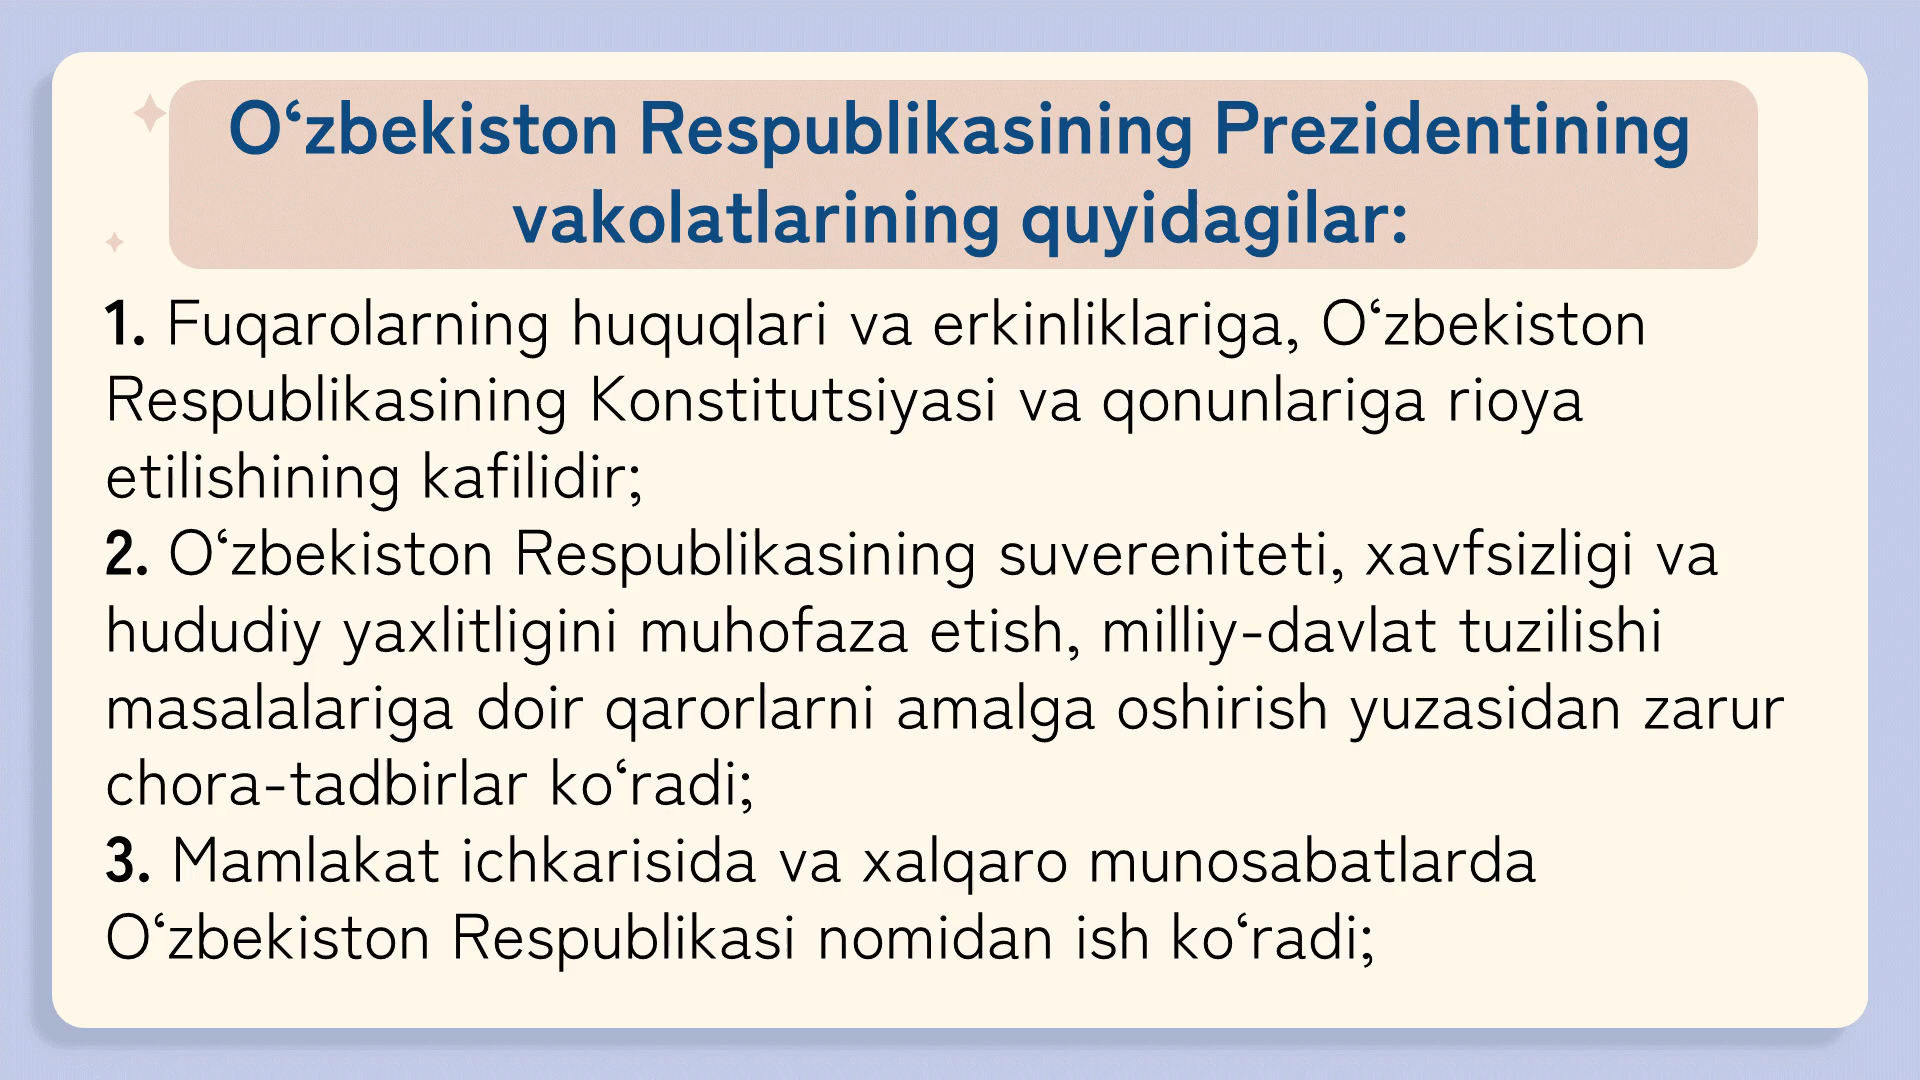 O‘zbekiston Respublikasining Prezidentining
vakolatlarining quyidagilar:
1. Fuqarolarning huquqlari va erkinliklariga, O‘zbekiston
Respublikasining Konstitutsiyasi va qonunlariga rioya
etilishining kafilidir;
2. O‘zbekiston Respublikasining suvereniteti, xavfsizligi va
hududiy yaxlitligini muhofaza etish, milliy-davlat tuzilishi
masalalariga doir qarorlarni amalga oshirish yuzasidan zarur
chora-tadbirlar ko‘radi;
3. Mamlakat ichkarisida va xalqaro munosabatlarda
O‘zbekiston Respublikasi nomidan ish ko‘radi;